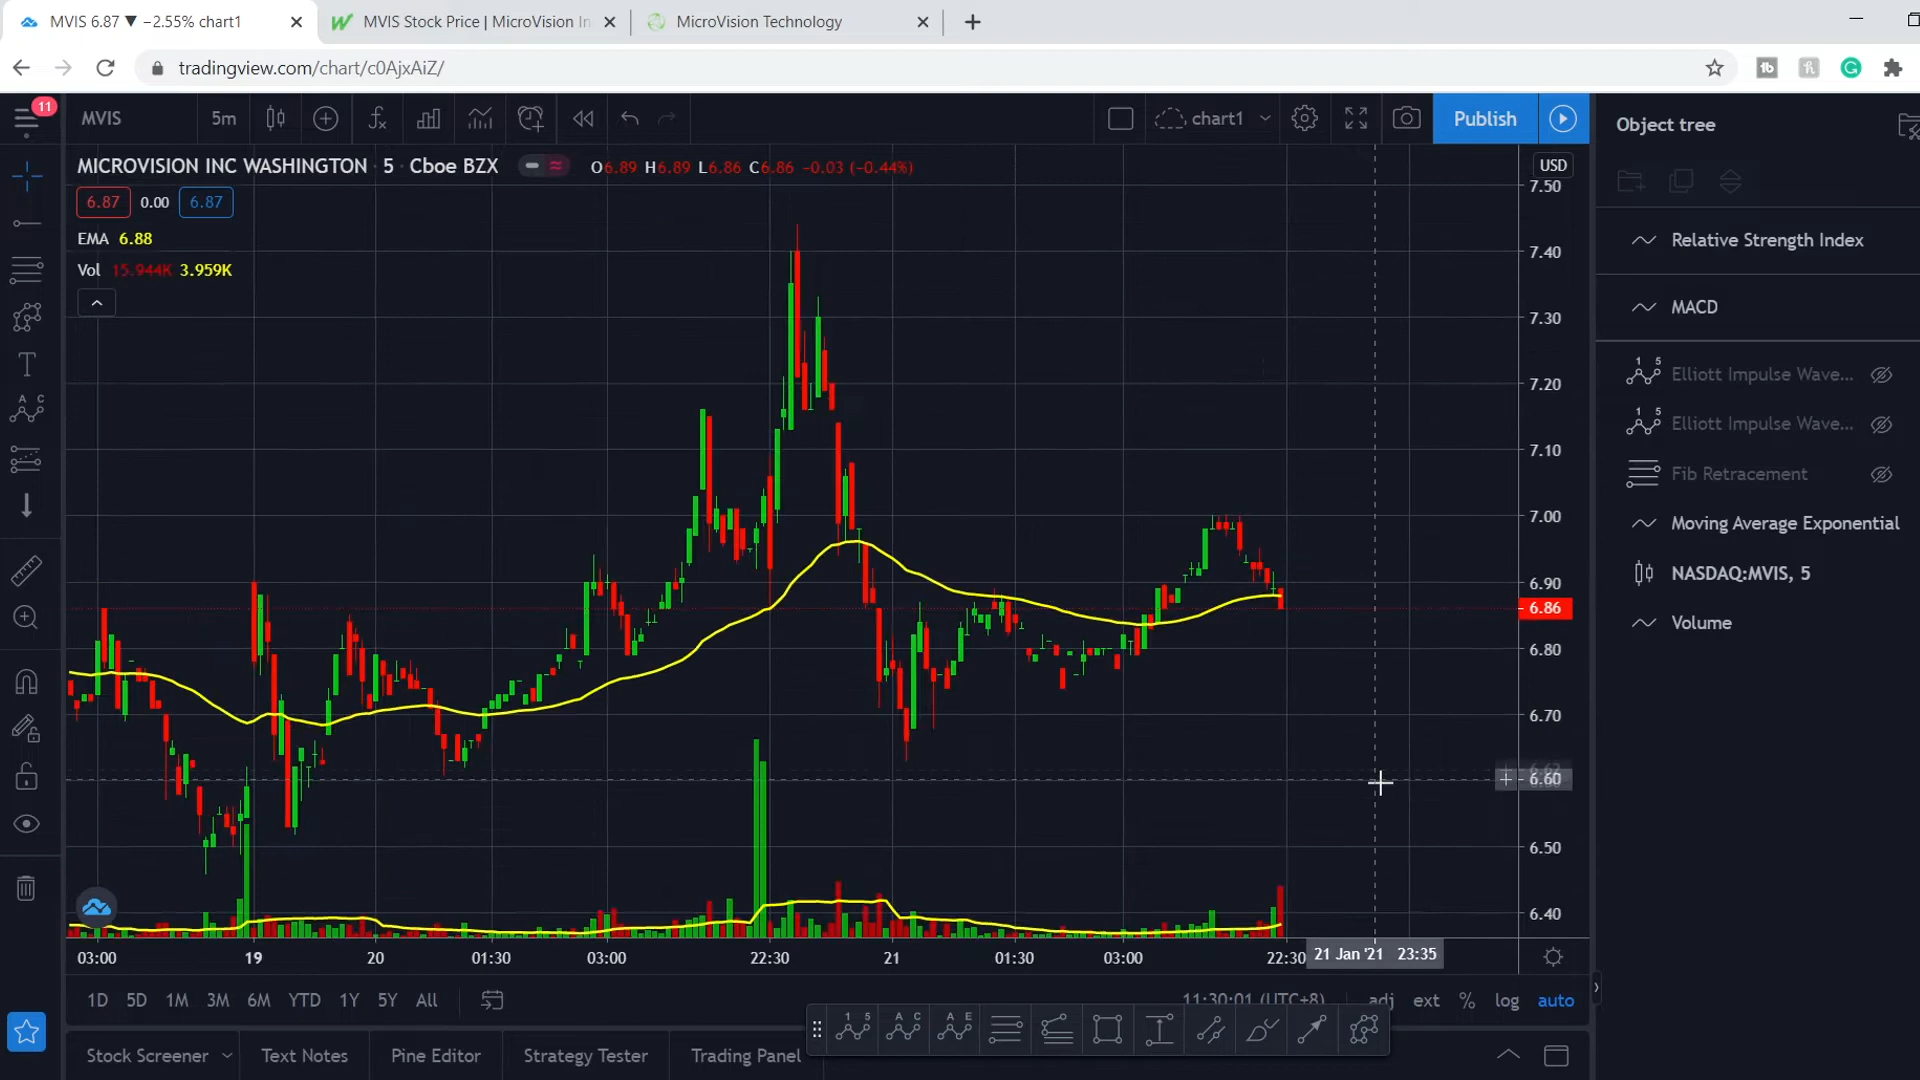 MVIS 6.87 ▼ −2.55% chart1
MVIS Stock Price | MicroVision In
MicroVision Technology
tradingview.com/chart/c0AjxAiZ/
11
MVIS
5m
chart1
Publish
Object tree
MICROVISION INC WASHINGTON · 5 · Cboe BZX
O6.89 H6.89 L6.86 C6.86 −0.03 (−0.44%)
USD
6.87 0.00 6.87
EMA 6.88
Vol 15.944K 3.959K
7.50
7.40
7.30
7.20
7.10
7.00
6.90
6.86
6.80
6.70
6.60
6.50
6.40
Relative Strength Index
MACD
Elliott Impulse Wave...
Elliott Impulse Wave...
Fib Retracement
Moving Average Exponential
NASDAQ:MVIS, 5
Volume
03:00 19 20 01:30 03:00 22:30 21 01:30 03:00 22:30 21 Jan '21 23:35
1D 5D 1M 3M 6M YTD 1Y 5Y All
11:30:01 (UTC+8) adj ext % log auto
1 5 A C A E
Stock Screener Text Notes Pine Editor Strategy Tester Trading Panel